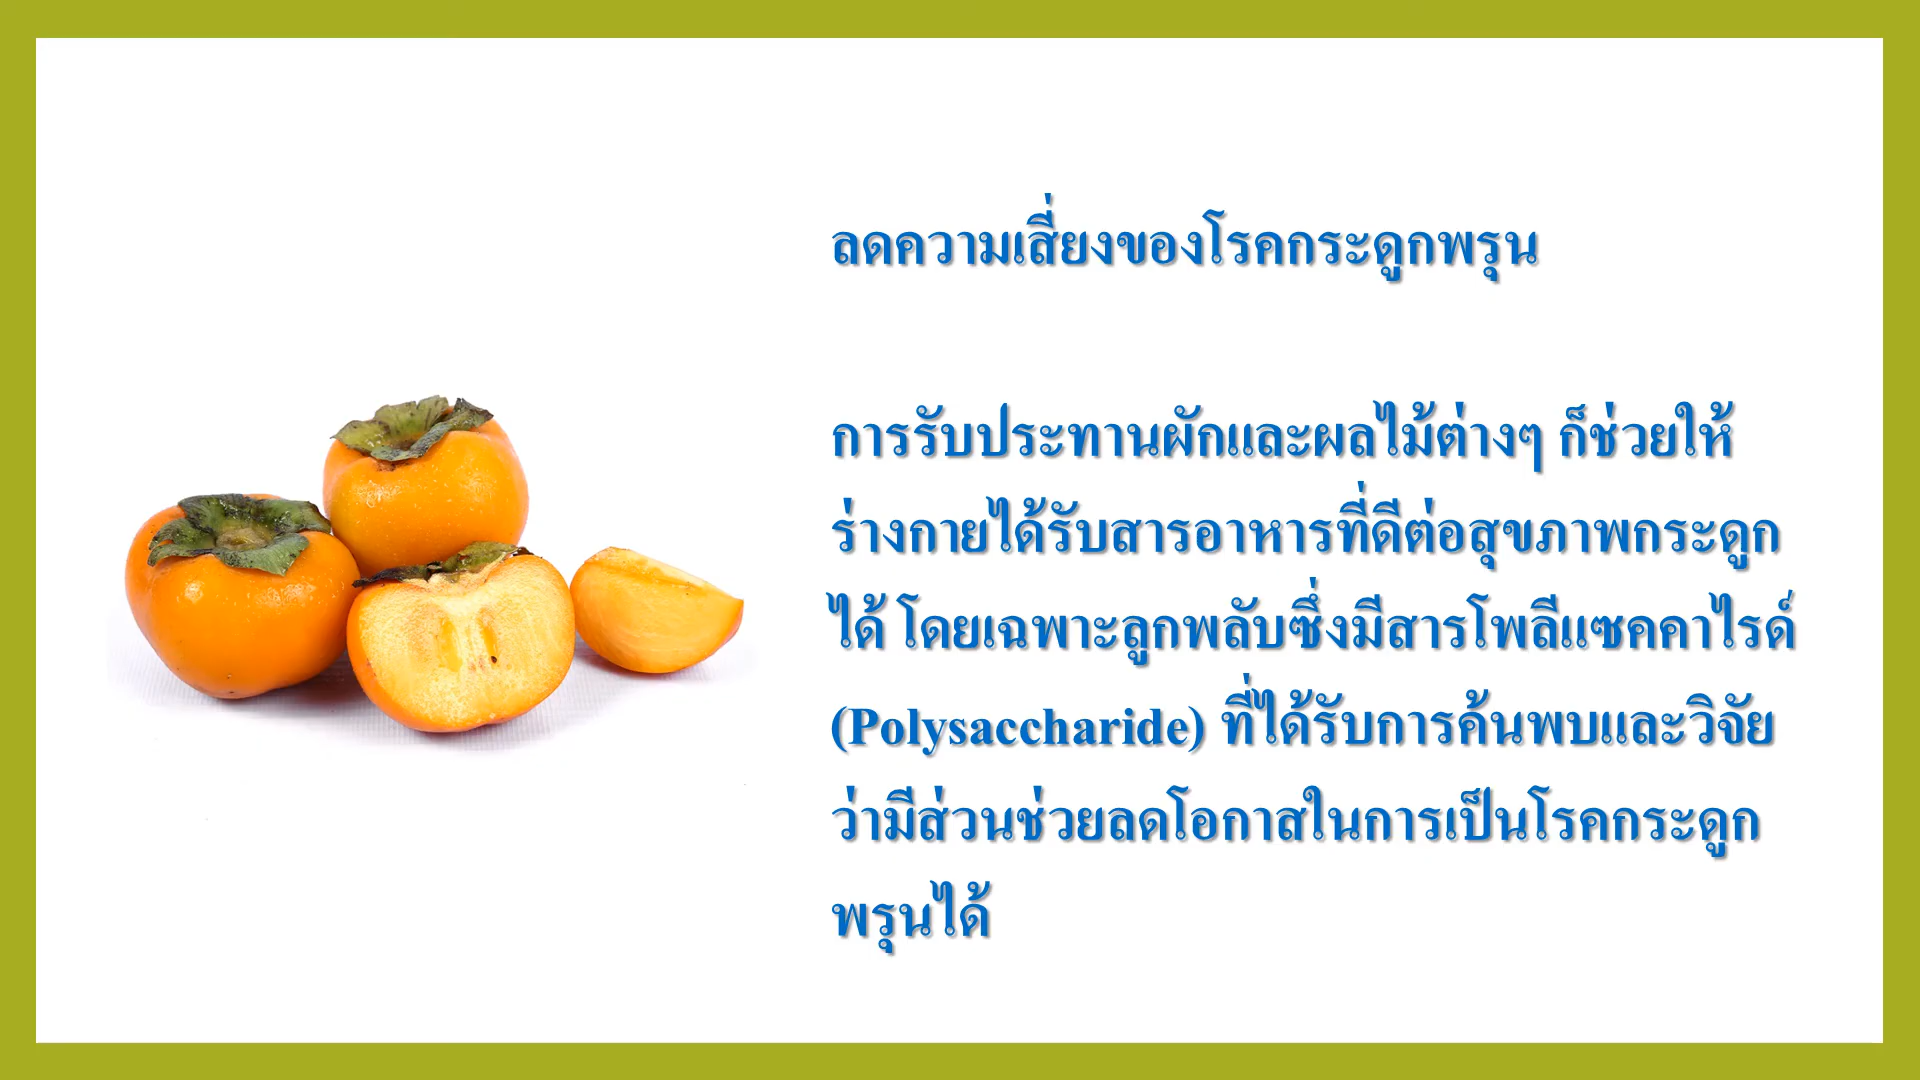 ลดความเสี่ยงของโรคกระดูกพรุน
การรับประทานผักและผลไม้ต่างๆ ก็ช่วยให้
ร่างกายได้รับสารอาหารที่ดีต่อสุขภาพกระดูก
ได้ โดยเฉพาะลูกพลับซึ่งมีสารโพลีแซคคาไรด์
(Polysaccharide) ที่ได้รับการค้นพบและวิจัย
ว่ามีส่วนช่วยลดโอกาสในการเป็นโรคกระดูก
พรุนได้